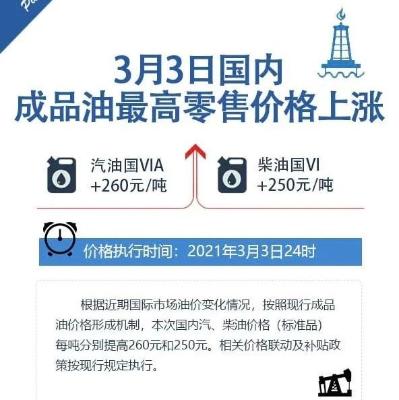 3月3日国内
成品油最高零售价格上涨
汽油国VIA
+260元/吨
柴油国VI
+250元/吨
价格执行时间：2021年3月3日24时
根据近期国际市场油价变化情况，按照现行成品
油价格形成机制，本次国内汽、柴油价格（标准品）
每吨分别提高260元和250元。相关价格联动及补贴政
策按现行规定执行。